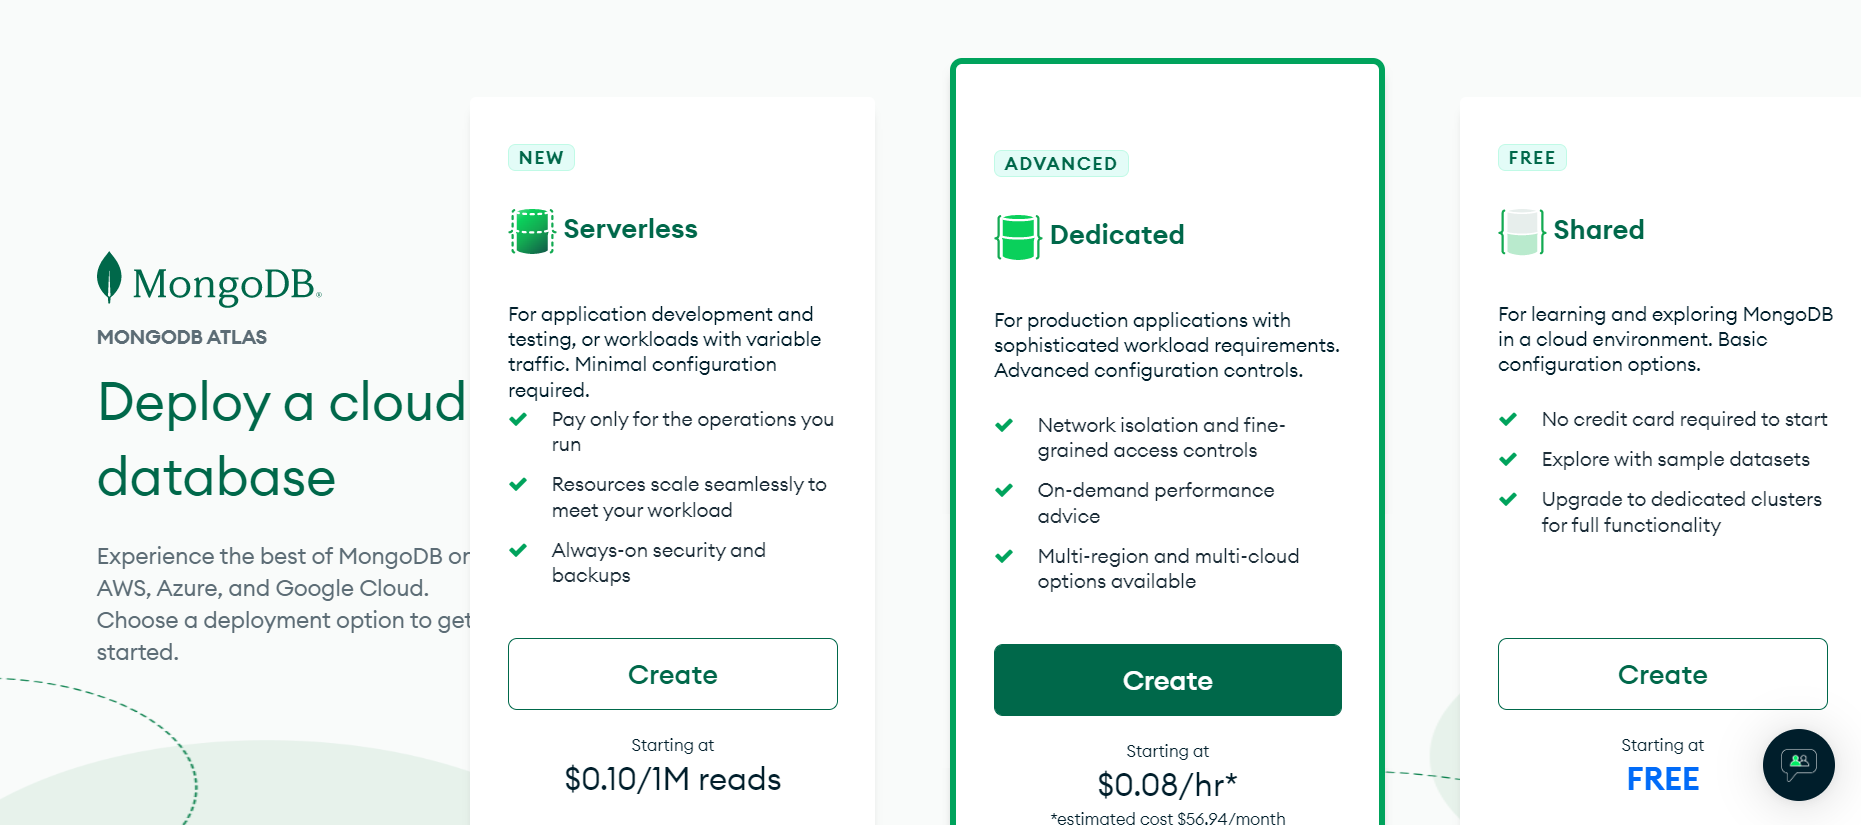 MongoDB®
MONGODB ATLAS
Deploy a cloud
database
Experience the best of MongoDB on
AWS, Azure, and Google Cloud.
Choose a deployment option to get
started.
NEW
Serverless
For application development and
testing, or workloads with variable
traffic. Minimal configuration
required.
Pay only for the operations you
run
Resources scale seamlessly to
meet your workload
Always-on security and
backups
Create
Starting at
$0.10/1M reads
ADVANCED
Dedicated
For production applications with
sophisticated workload requirements.
Advanced configuration controls.
Network isolation and fine-
grained access controls
On-demand performance
advice
Multi-region and multi-cloud
options available
Create
Starting at
$0.08/hr*
*estimated cost $56.94/month
FREE
Shared
For learning and exploring MongoDB
in a cloud environment. Basic
configuration options.
No credit card required to start
Explore with sample datasets
Upgrade to dedicated clusters
for full functionality
Create
Starting at
FREE